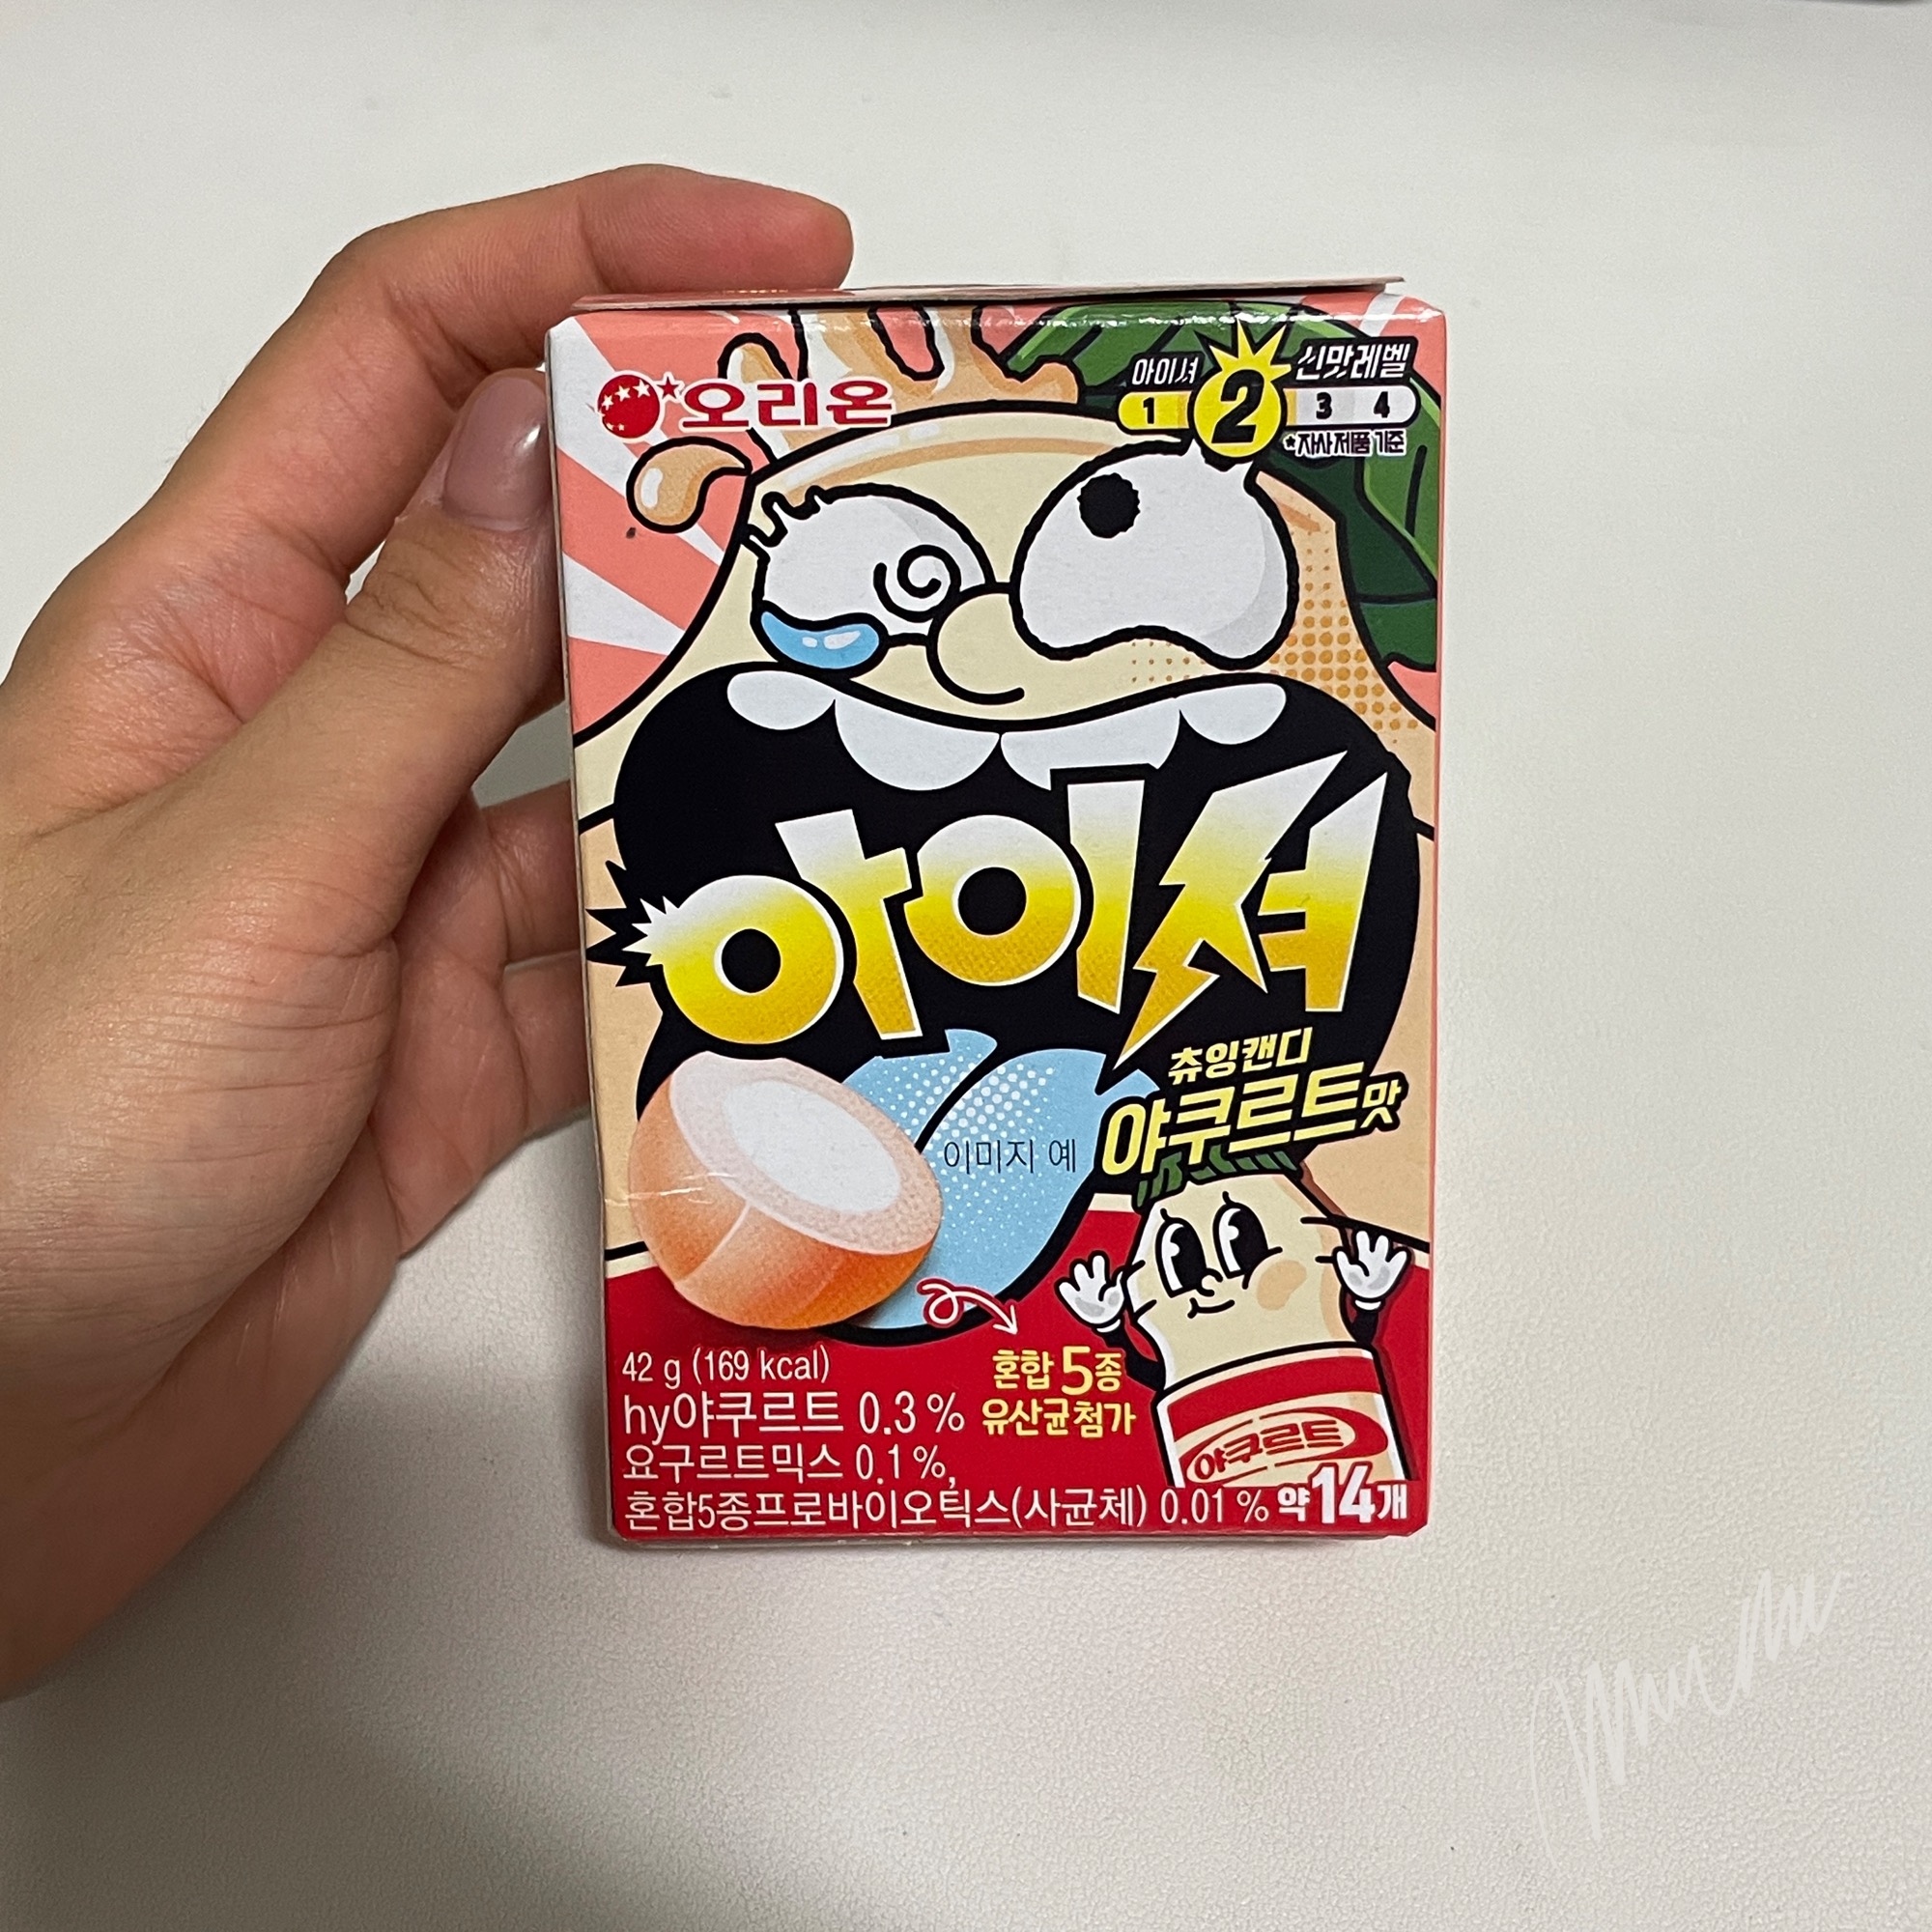 오리온
아이셔 신맛레벨
1 2 3 4
*자사 제품 기준
아이셔
츄잉캔디
야쿠르트맛
이미지 예
혼합 5종
유산균 첨가
야쿠르트
42 g (169 kcal)
hy야쿠르트 0.3 %
요구르트믹스 0.1 %,
혼합5종프로바이오틱스(사균체) 0.01 %
약14개